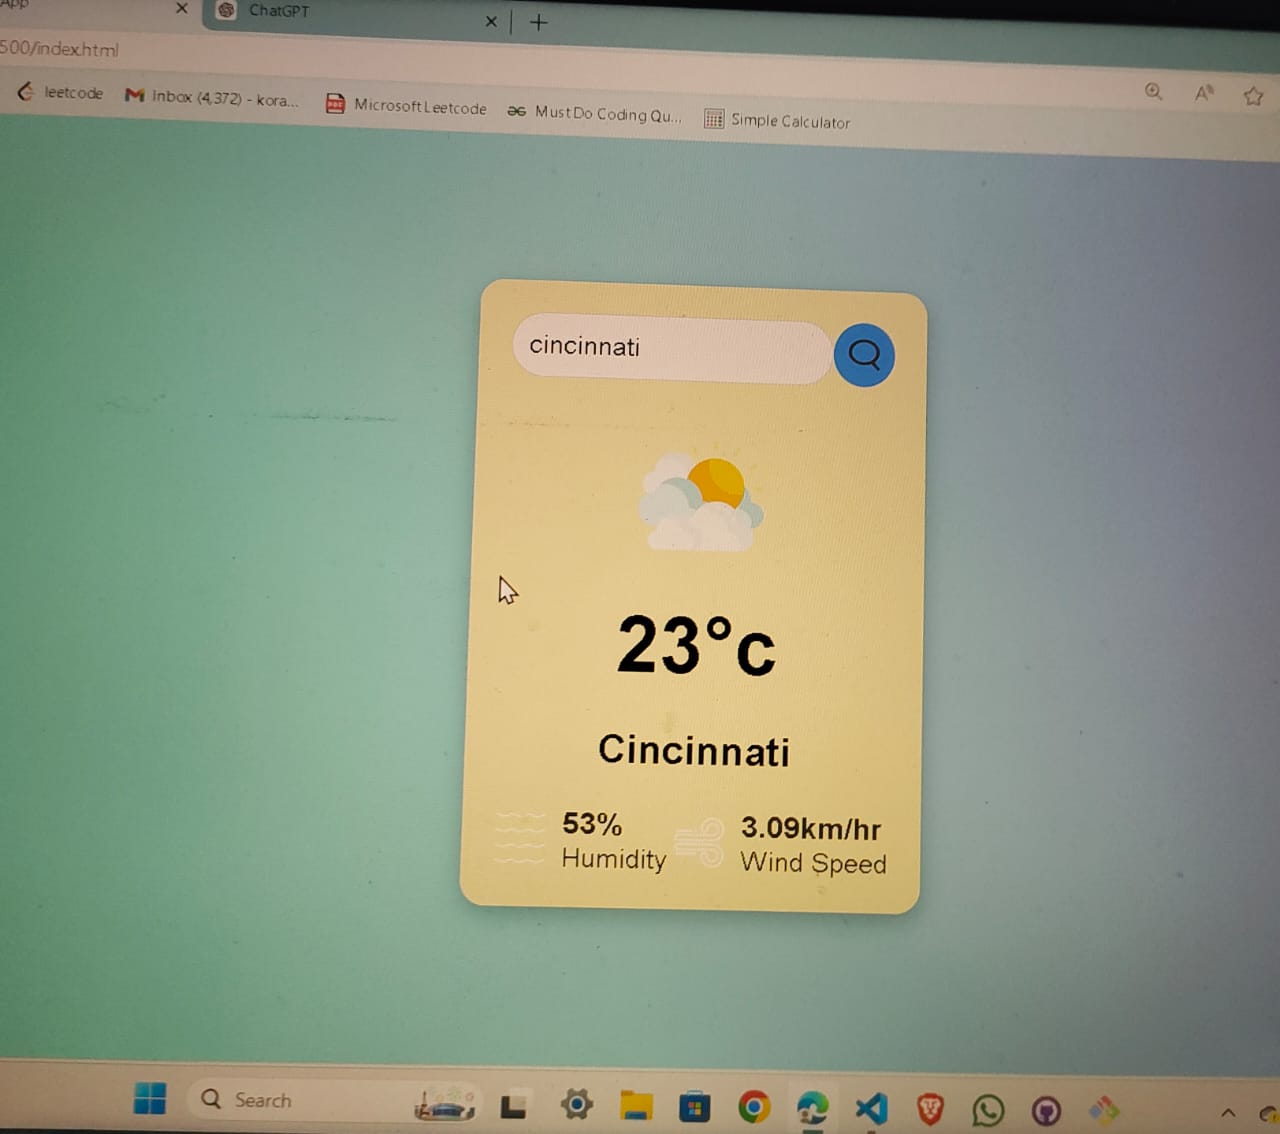 App
ChatGPT
500/index.html
leetcode
Inbox (4,372) - kora...
PDF
Microsoft Leetcode
Must Do Coding Qu...
Simple Calculator
cincinnati
23°c
Cincinnati
53%
Humidity
3.09km/hr
Wind Speed
Search